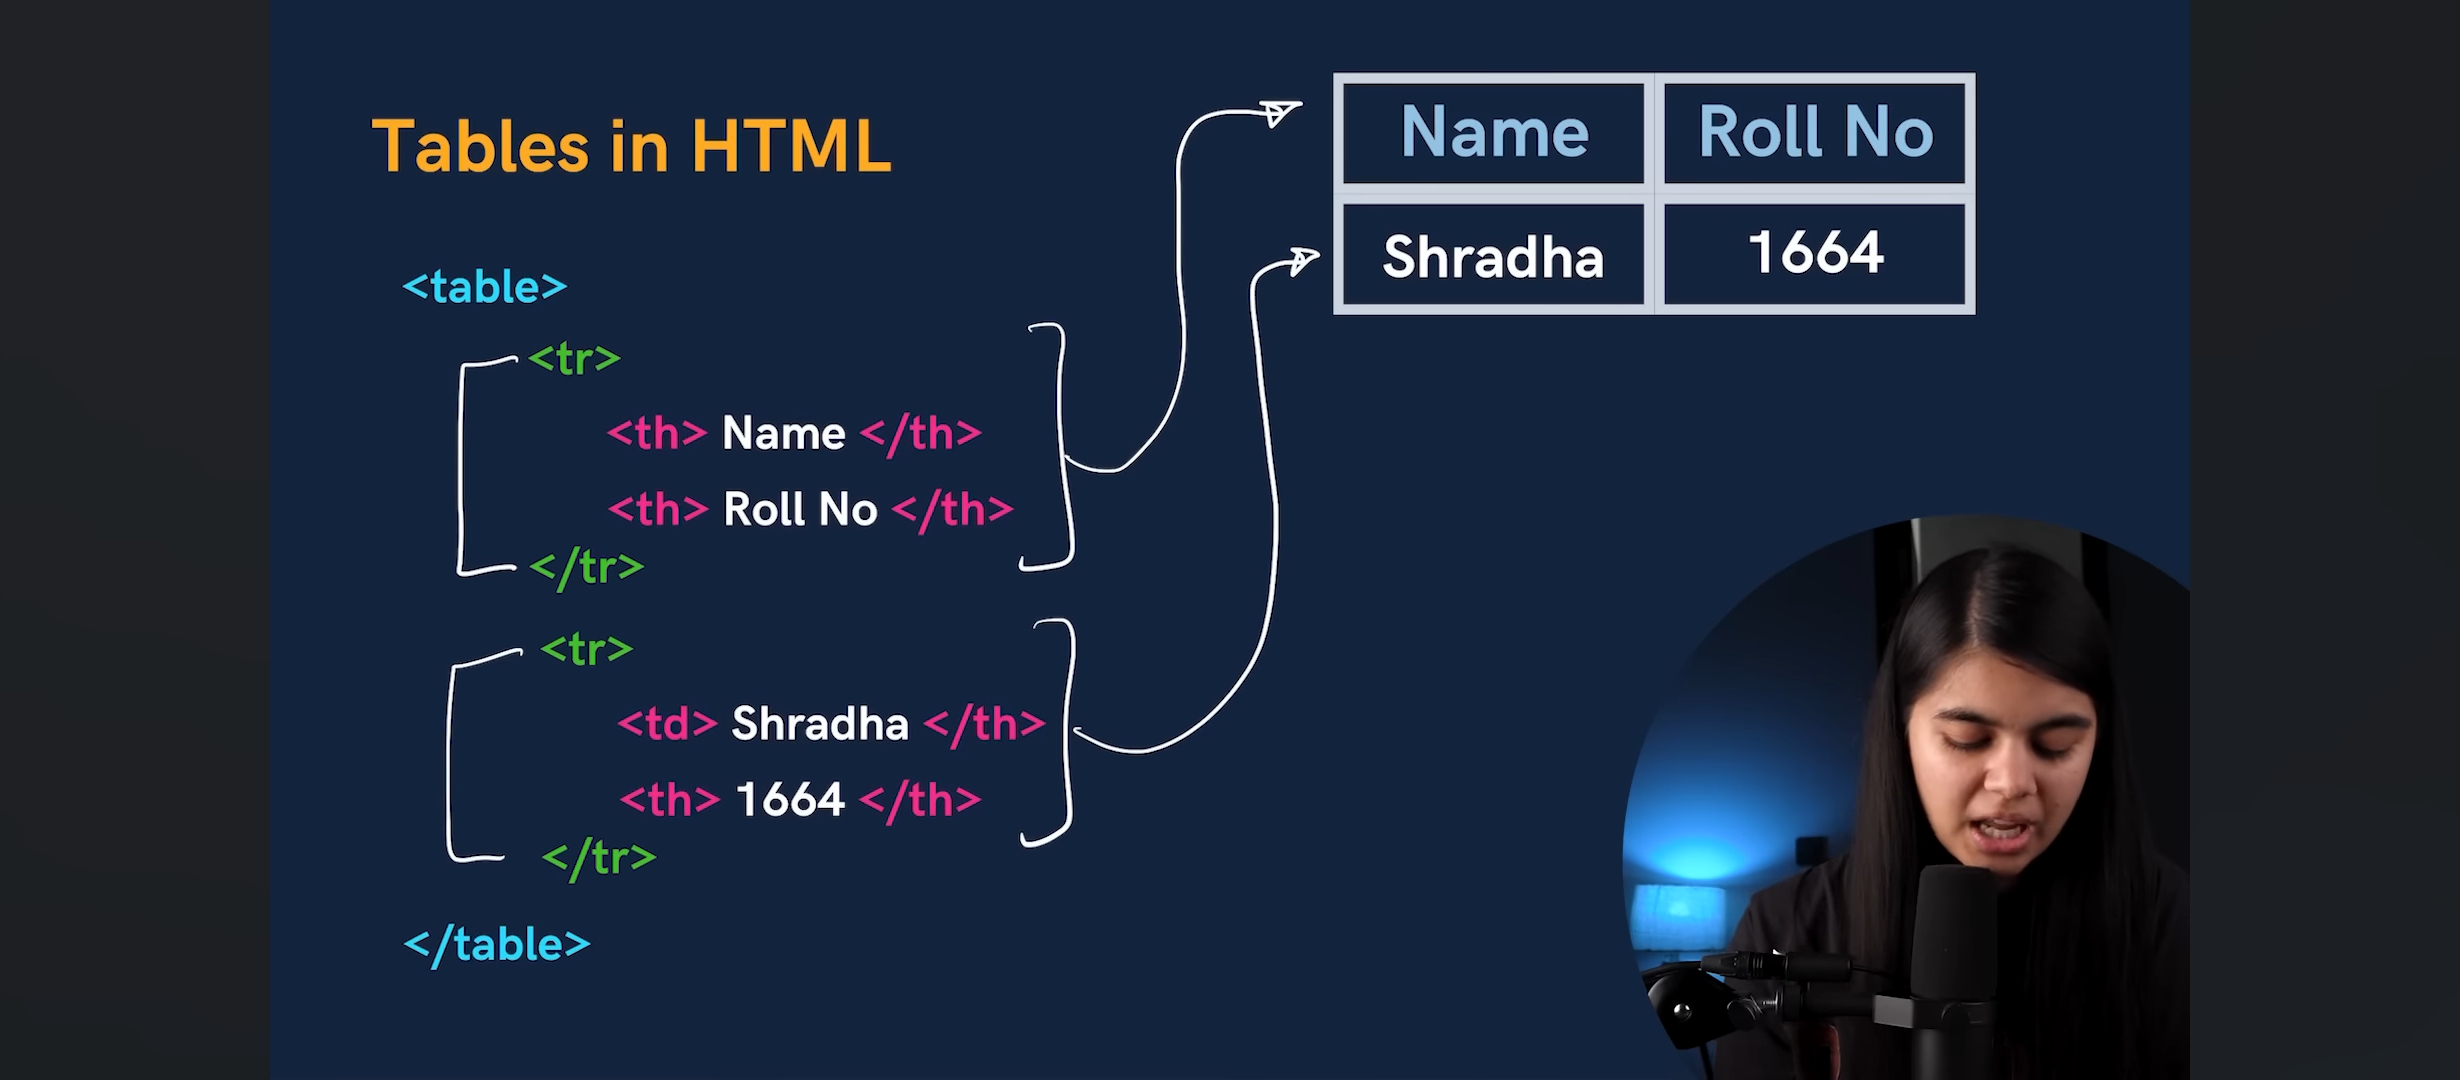 Tables in HTML
<table>
<tr>
<th> Name </th>
<th> Roll No </th>
</tr>
<tr>
<td> Shradha </th>
<th> 1664 </th>
</tr>
</table>
Name Roll No
Shradha 1664